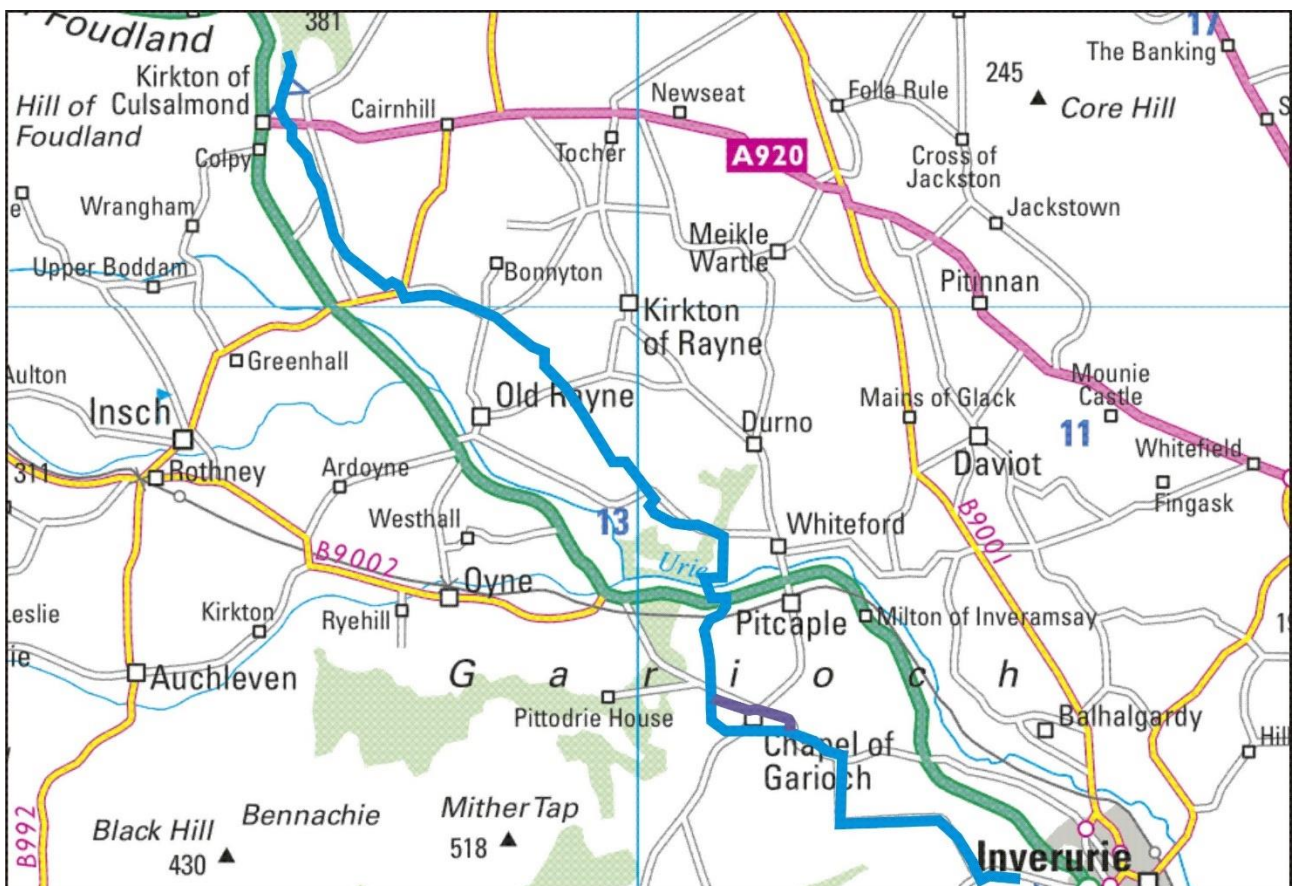 381
Foudland
17
The Banking
Kirkton of
Culsalmond
245
Newseat
Folla Rule
Core Hill
Hill of
Foudland
Cairnhill
Colpy
Tocher
A920
Cross of
Jackston
Wrangham
Jackstown
Meikle
Wartle
Upper Boddam
Bonnyton
Pitinnan
Kirkton
of Rayne
Greenhall
Aulton
Old Rayne
Mounie
Castle
Mains of Glack
Insch
Durno
11
Whitefield
Daviot
311
Rothney
Ardoyne
Fingask
Westhall
13
Whiteford
B9001
B9002
Urie
Oyne
Kirkton
Ryehill
Pitcaple
Milton of Inveramsay
Leslie
19
Auchleven
Garioch
Pittodrie House
Balhalgardy
Chapel of
Garioch
Hill
B992
Black Hill
430
Bennachie
Mither Tap
518
Inverurie